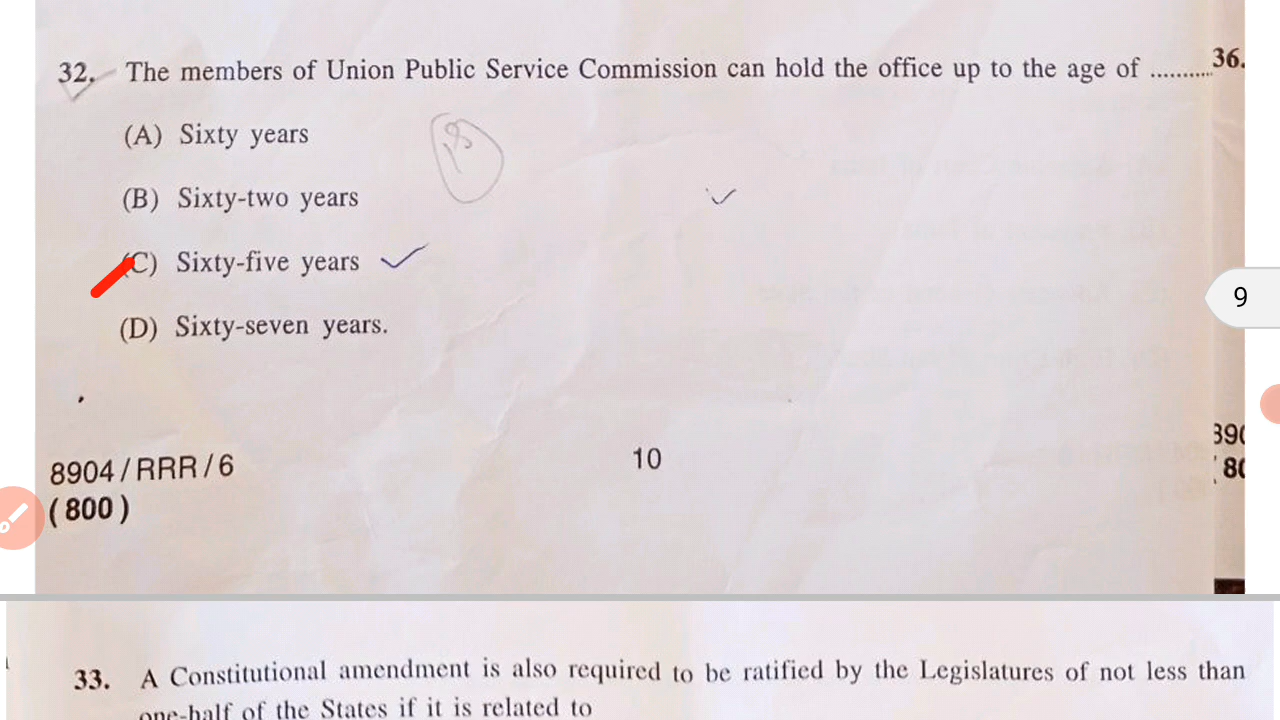 32. The members of Union Public Service Commission can hold the office up to the age of ...........
(A) Sixty years
(B) Sixty-two years
(C) Sixty-five years
(D) Sixty-seven years.
8904/RRR/6
(800)
10
36.
9
33. A Constitutional amendment is also required to be ratified by the Legislatures of not less than
one-half of the States if it is related to